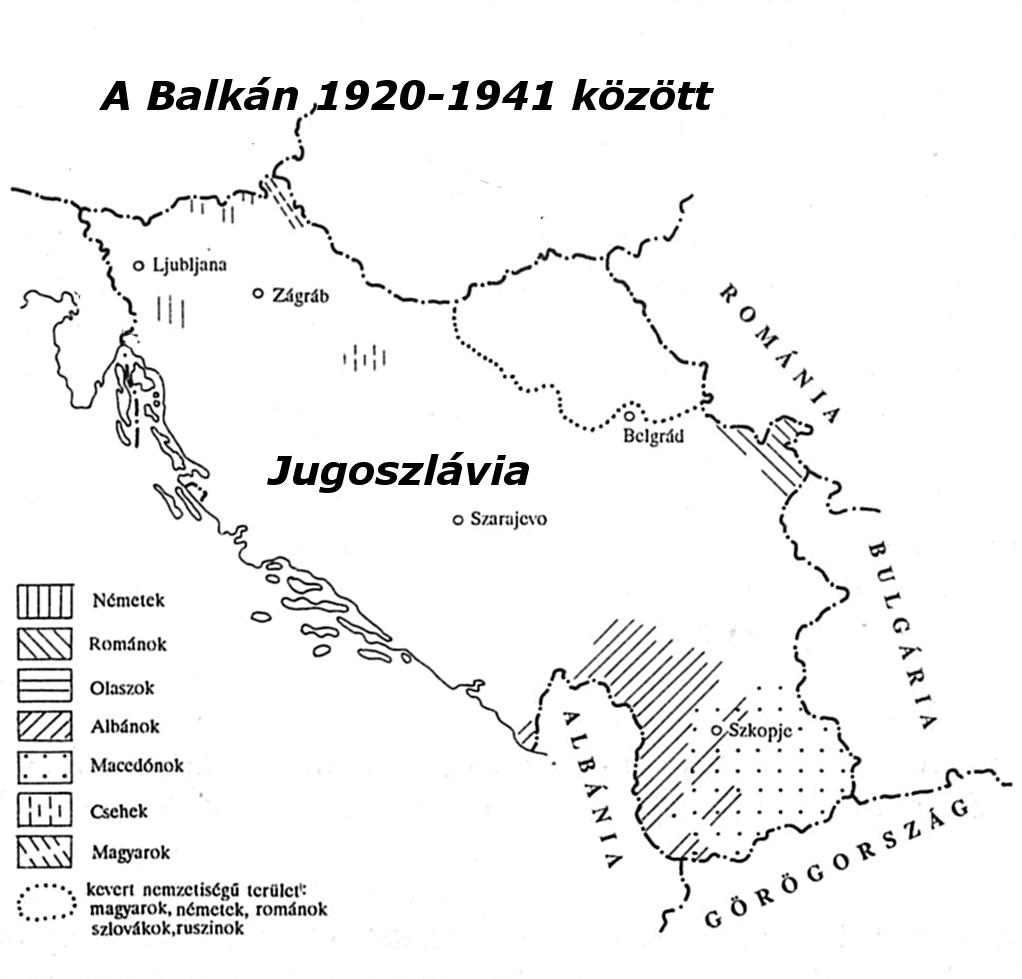 A Balkán 1920-1941 között
Ljubljana
Zágráb
ROMÁNIA
Belgrád
Jugoszlávia
Szarajevo
BULGÁRIA
Németek
Románok
Olaszok
Albánok
Macedónok
Csehek
Magyarok
kevert nemzetiségű terület:
magyarok, németek, románok
szlovákok,ruszinok
Szkopje
ALBÁNIA
GÖRÖGORSZÁG